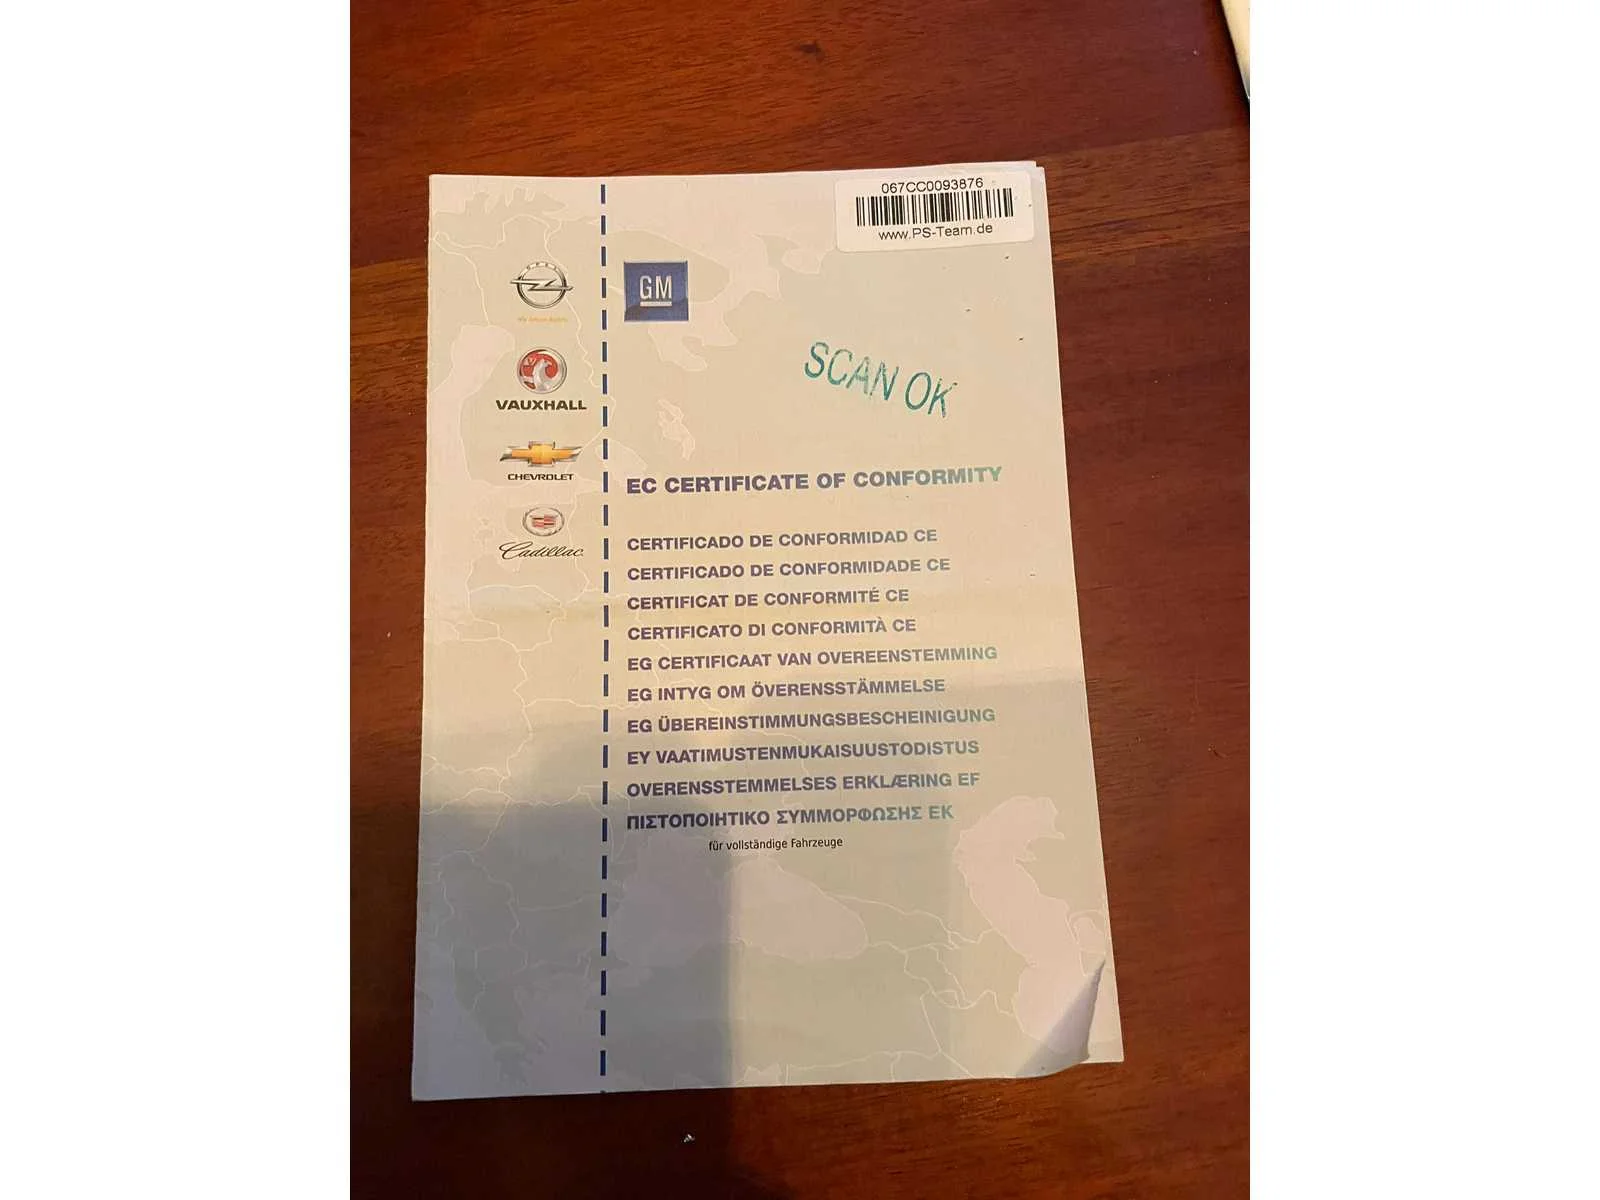 067CC0093876
www.PS-Team.de
GM
VAUXHALL
CHEVROLET
Cadillac
SCAN OK
EC CERTIFICATE OF CONFORMITY
CERTIFICADO DE CONFORMIDAD CE
CERTIFICADO DE CONFORMIDADE CE
CERTIFICAT DE CONFORMITÉ CE
CERTIFICATO DI CONFORMITÀ CE
EG CERTIFICAAT VAN OVEREENSTEMMING
EG INTYG OM ÖVERENSSTÄMMELSE
EG ÜBEREINSTIMMUNGSBESCHEINIGUNG
EY VAATIMUSTENMUKAISUUSTODISTUS
OVERENSSTEMMELSES ERKLÆRING EF
ΠΙΣΤΟΠΟΙΗΤΙΚΟ ΣΥΜΜΟΡΦΩΣΗΣ ΕΚ
für vollständige Fahrzeuge